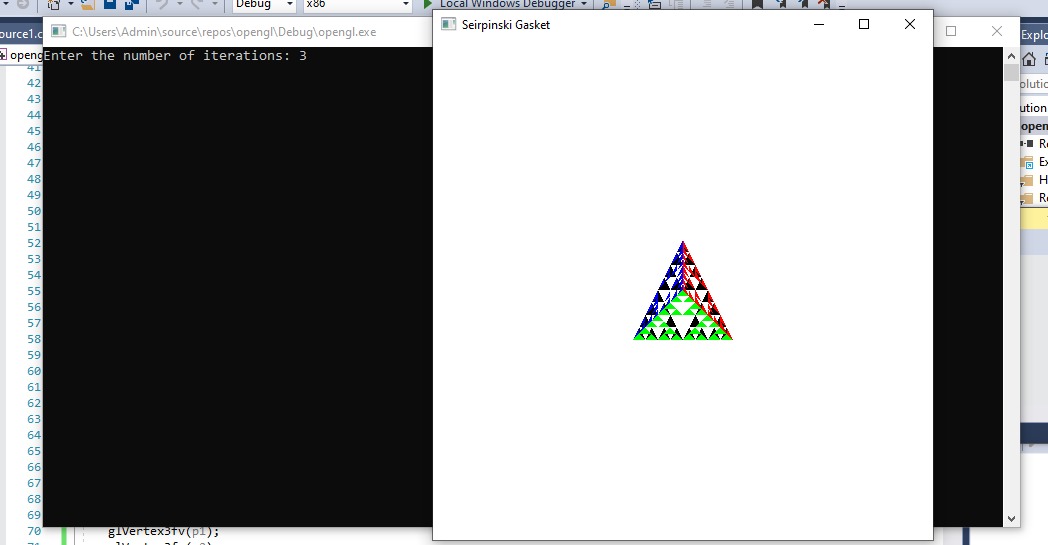 Debug
x86
Local Windows Debugger
ource1.c
C:\Users\Admin\source\repos\opengl\Debug\opengl.exe
Seirpinski Gasket
Explo
openg
Enter the number of iterations: 3
41
42
43
44
45
46
47
48
49
50
51
52
53
54
55
56
57
58
59
60
61
62
63
64
65
66
67
68
69
70
glVertex3fv(p1);
olutio
ution
open
Re
Ex
H
Re